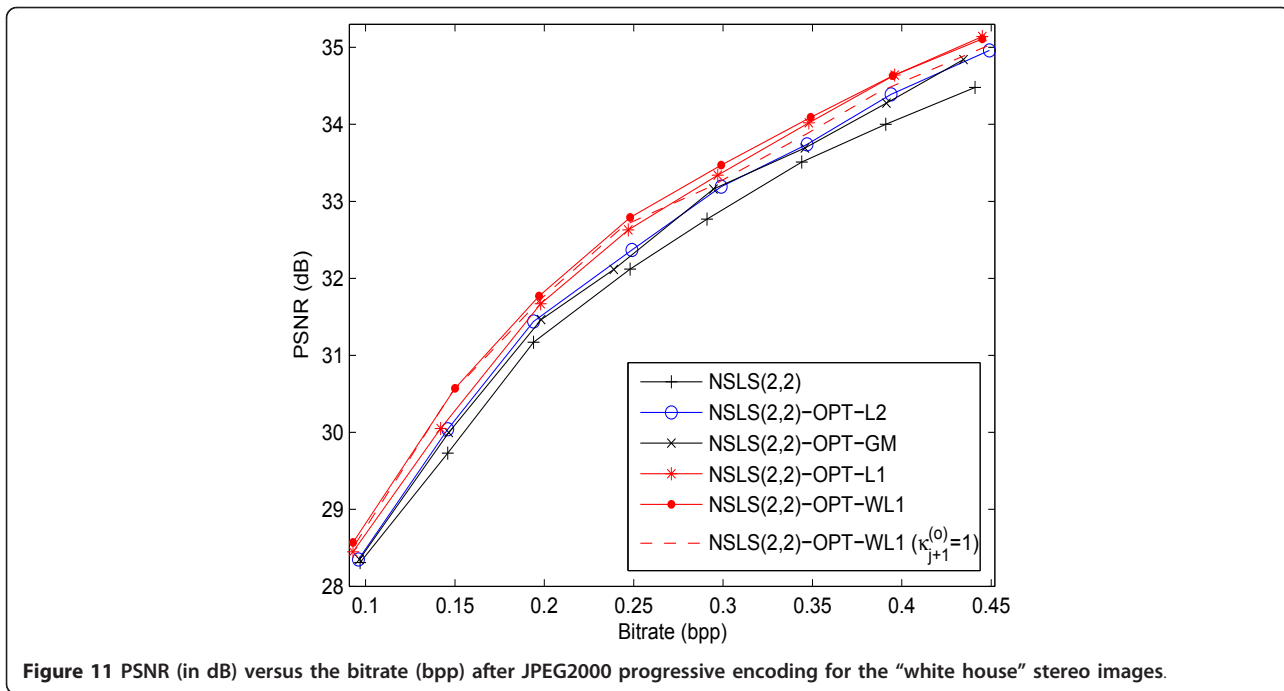 35
34
33
32
31
30
29
28
PSNR (dB)
NSLS(2,2)
NSLS(2,2)−OPT−L2
NSLS(2,2)−OPT−GM
NSLS(2,2)−OPT−L1
NSLS(2,2)−OPT−WL1
NSLS(2,2)−OPT−WL1 (κ_{j+1}^{(o)}=1)
0.1 0.15 0.2 0.25 0.3 0.35 0.4 0.45
Bitrate (bpp)
Figure 11 PSNR (in dB) versus the bitrate (bpp) after JPEG2000 progressive encoding for the “white house” stereo images.